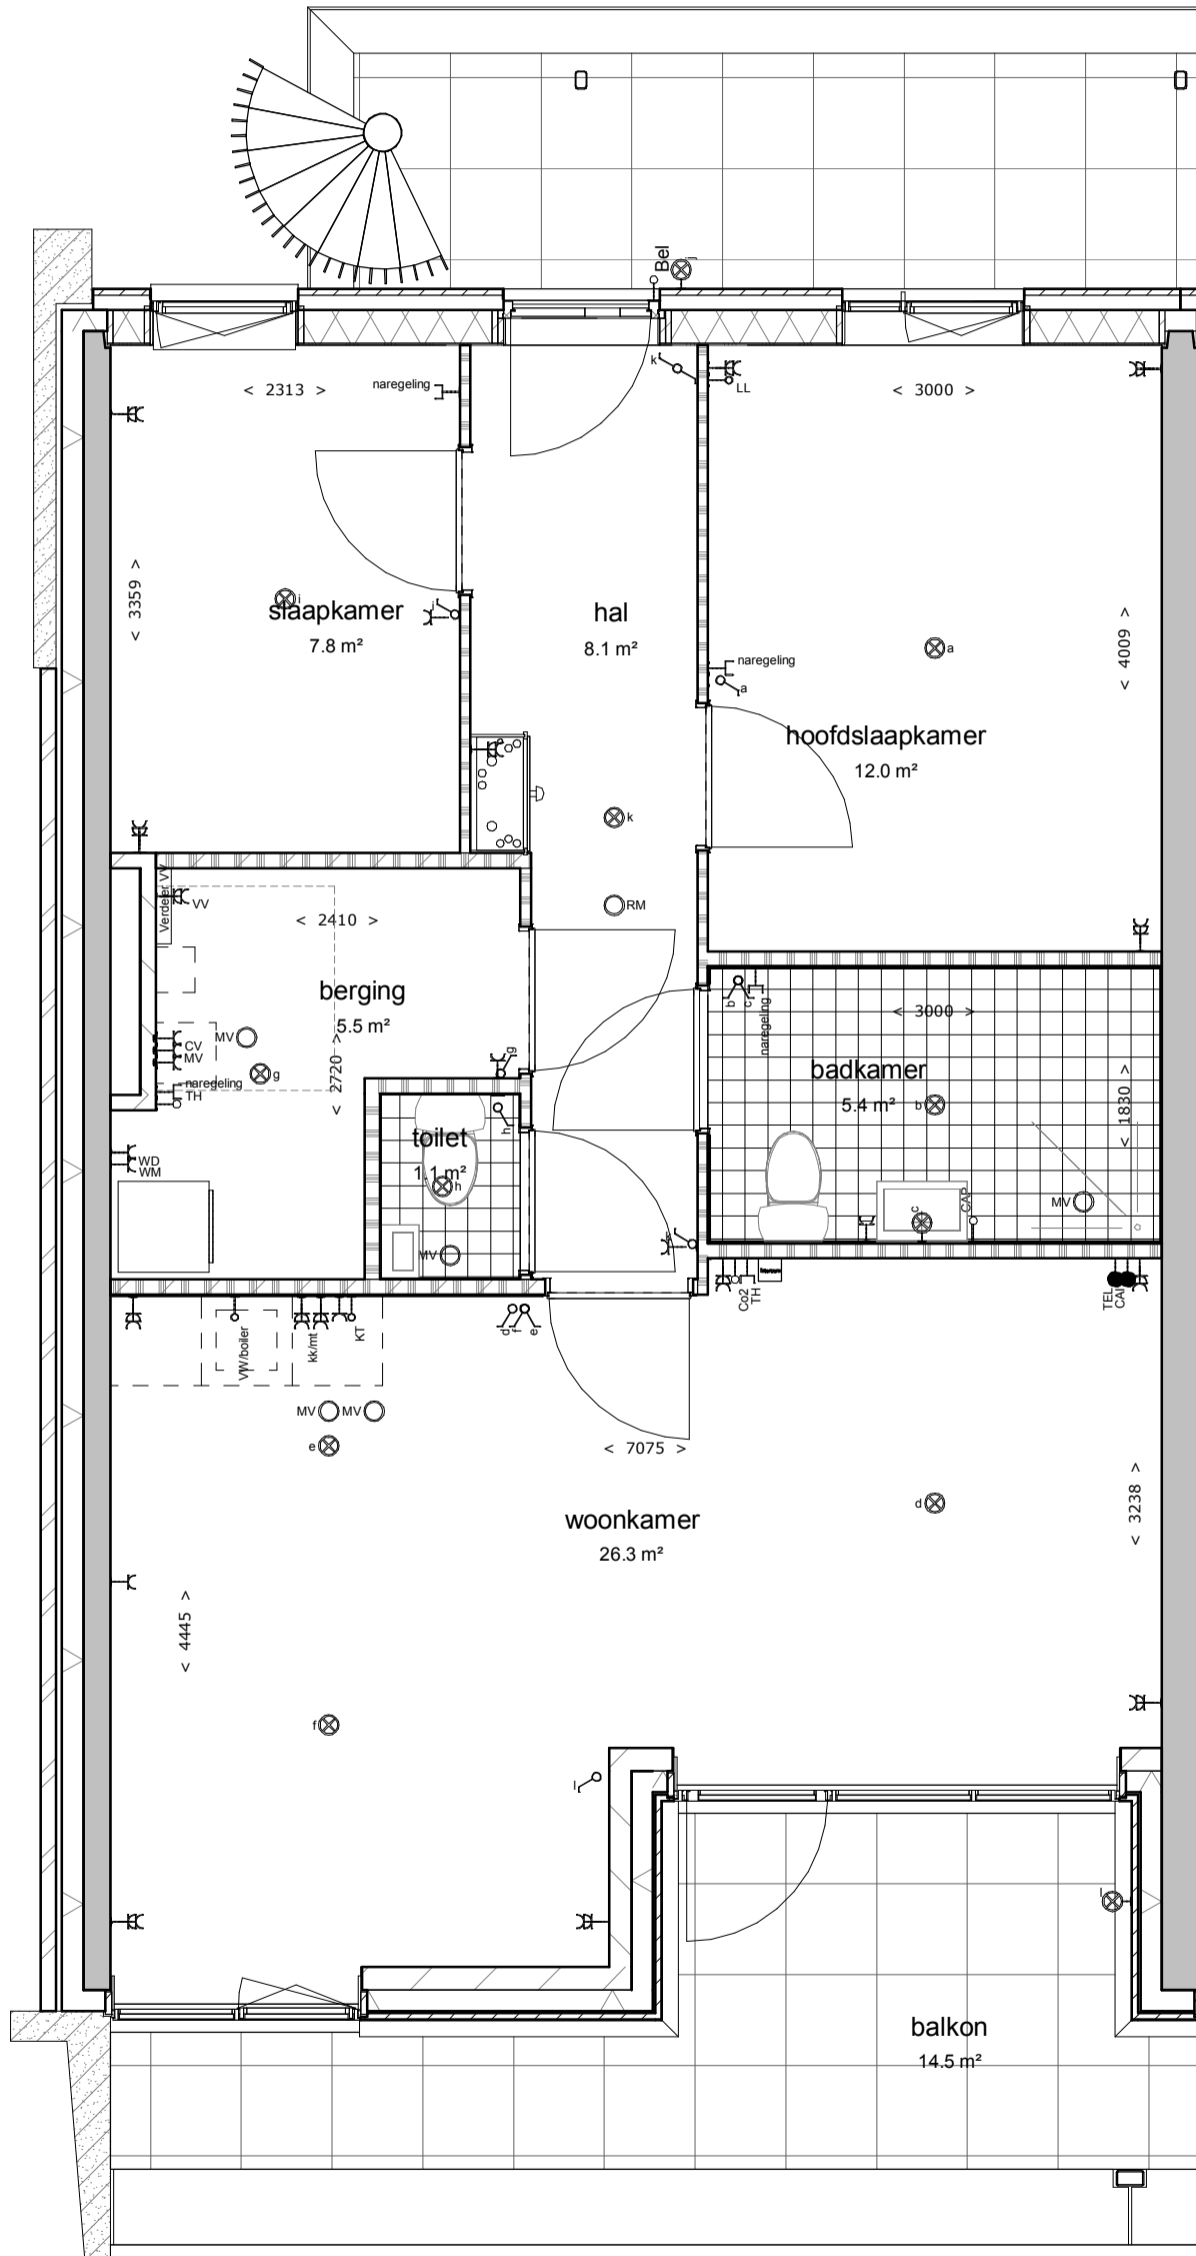 Bel
j
< 2313 >
naregeling
k
LL
< 3000 >
< 3359 >
i
slaapkamer
7.8 m²
i
hal
8.1 m²
a
naregeling
a
< 4009 >
hoofdslaapkamer
12.0 m²
k
RM
Verdeler VV
VV
< 2410 >
berging
5.5 m²
MV
CV
MV
g
g
naregeling
TH
< 2720 >
WD
WM
b
c
naregeling
< 3000 >
badkamer
5.4 m²
b
< 1830 >
toilet
1.1 m²
h
h
MV
c
CAP
MV
k
Co2
TH
TEL
CAI
VW/boiler
kk/mt
KT
d
f
e
MV
MV
e
< 7075 >
d
< 3238 >
woonkamer
26.3 m²
< 4445 >
f
l
l
balkon
14.5 m²